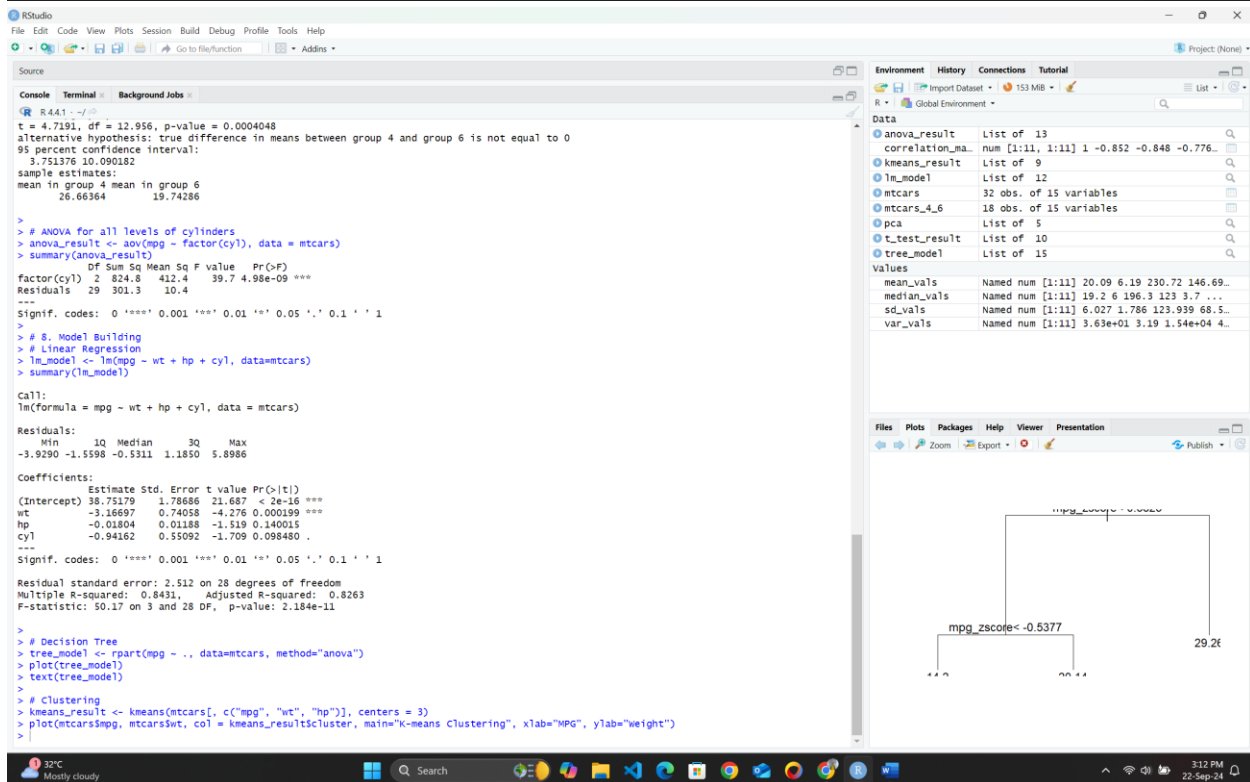 RStudio
File Edit Code View Plots Session Build Debug Profile Tools Help
Go to file/function Addins
Project: (None)
Source
Console Terminal Background Jobs
R 4.4.1 · ~/
t = 4.7191, df = 12.956, p-value = 0.0004048
alternative hypothesis: true difference in means between group 4 and group 6 is not equal to 0
95 percent confidence interval:
3.751376 10.090182
sample estimates:
mean in group 4 mean in group 6
26.66364 19.74286
>
> # ANOVA for all levels of cylinders
> anova_result <- aov(mpg ~ factor(cyl), data = mtcars)
> summary(anova_result)
Df Sum Sq Mean Sq F value Pr(>F)
factor(cyl) 2 824.8 412.4 39.7 4.98e-09 ***
Residuals 29 301.3 10.4
---
Signif. codes: 0 ‘***’ 0.001 ‘**’ 0.01 ‘*’ 0.05 ‘.’ 0.1 ‘ ’ 1
>
> # 8. Model Building
> # Linear Regression
> lm_model <- lm(mpg ~ wt + hp + cyl, data=mtcars)
> summary(lm_model)
Call:
lm(formula = mpg ~ wt + hp + cyl, data = mtcars)
Residuals:
Min 1Q Median 3Q Max
-3.9290 -1.5598 -0.5311 1.1850 5.8986
Coefficients:
Estimate Std. Error t value Pr(>|t|)
(Intercept) 38.75179 1.78686 21.687 < 2e-16 ***
wt -3.16697 0.74058 -4.276 0.000199 ***
hp -0.01804 0.01188 -1.519 0.140015
cyl -0.94162 0.55092 -1.709 0.098480 .
---
Signif. codes: 0 ‘***’ 0.001 ‘**’ 0.01 ‘*’ 0.05 ‘.’ 0.1 ‘ ’ 1
Residual standard error: 2.512 on 28 degrees of freedom
Multiple R-squared: 0.8431, Adjusted R-squared: 0.8263
F-statistic: 50.17 on 3 and 28 DF, p-value: 2.184e-11
>
> # Decision Tree
> tree_model <- rpart(mpg ~ ., data=mtcars, method="anova")
> plot(tree_model)
> text(tree_model)
>
> # Clustering
> kmeans_result <- kmeans(mtcars[, c("mpg", "wt", "hp")], centers = 3)
> plot(mtcars$mpg, mtcars$wt, col = kmeans_result$cluster, main="K-means Clustering", xlab="MPG", ylab="Weight")
>
Environment History Connections Tutorial
Import Dataset 153 MiB List
R Global Environment
Data
anova_result List of 13
correlation_ma… num [1:11, 1:11] 1 -0.852 -0.848 -0.776…
kmeans_result List of 9
lm_model List of 12
mtcars 32 obs. of 15 variables
mtcars_4_6 18 obs. of 15 variables
pca List of 5
t_test_result List of 10
tree_model List of 15
Values
mean_vals Named num [1:11] 20.09 6.19 230.72 146.69…
median_vals Named num [1:11] 19.2 6 196.3 123 3.7 ...
sd_vals Named num [1:11] 6.027 1.786 123.939 68.5…
var_vals Named num [1:11] 3.63e+01 3.19 1.54e+04 4…
Files Plots Packages Help Viewer Presentation
Zoom Export Publish
mpg_zscore< -0.5377
29.26
32°C
Mostly cloudy
Search
3:12 PM
22-Sep-24